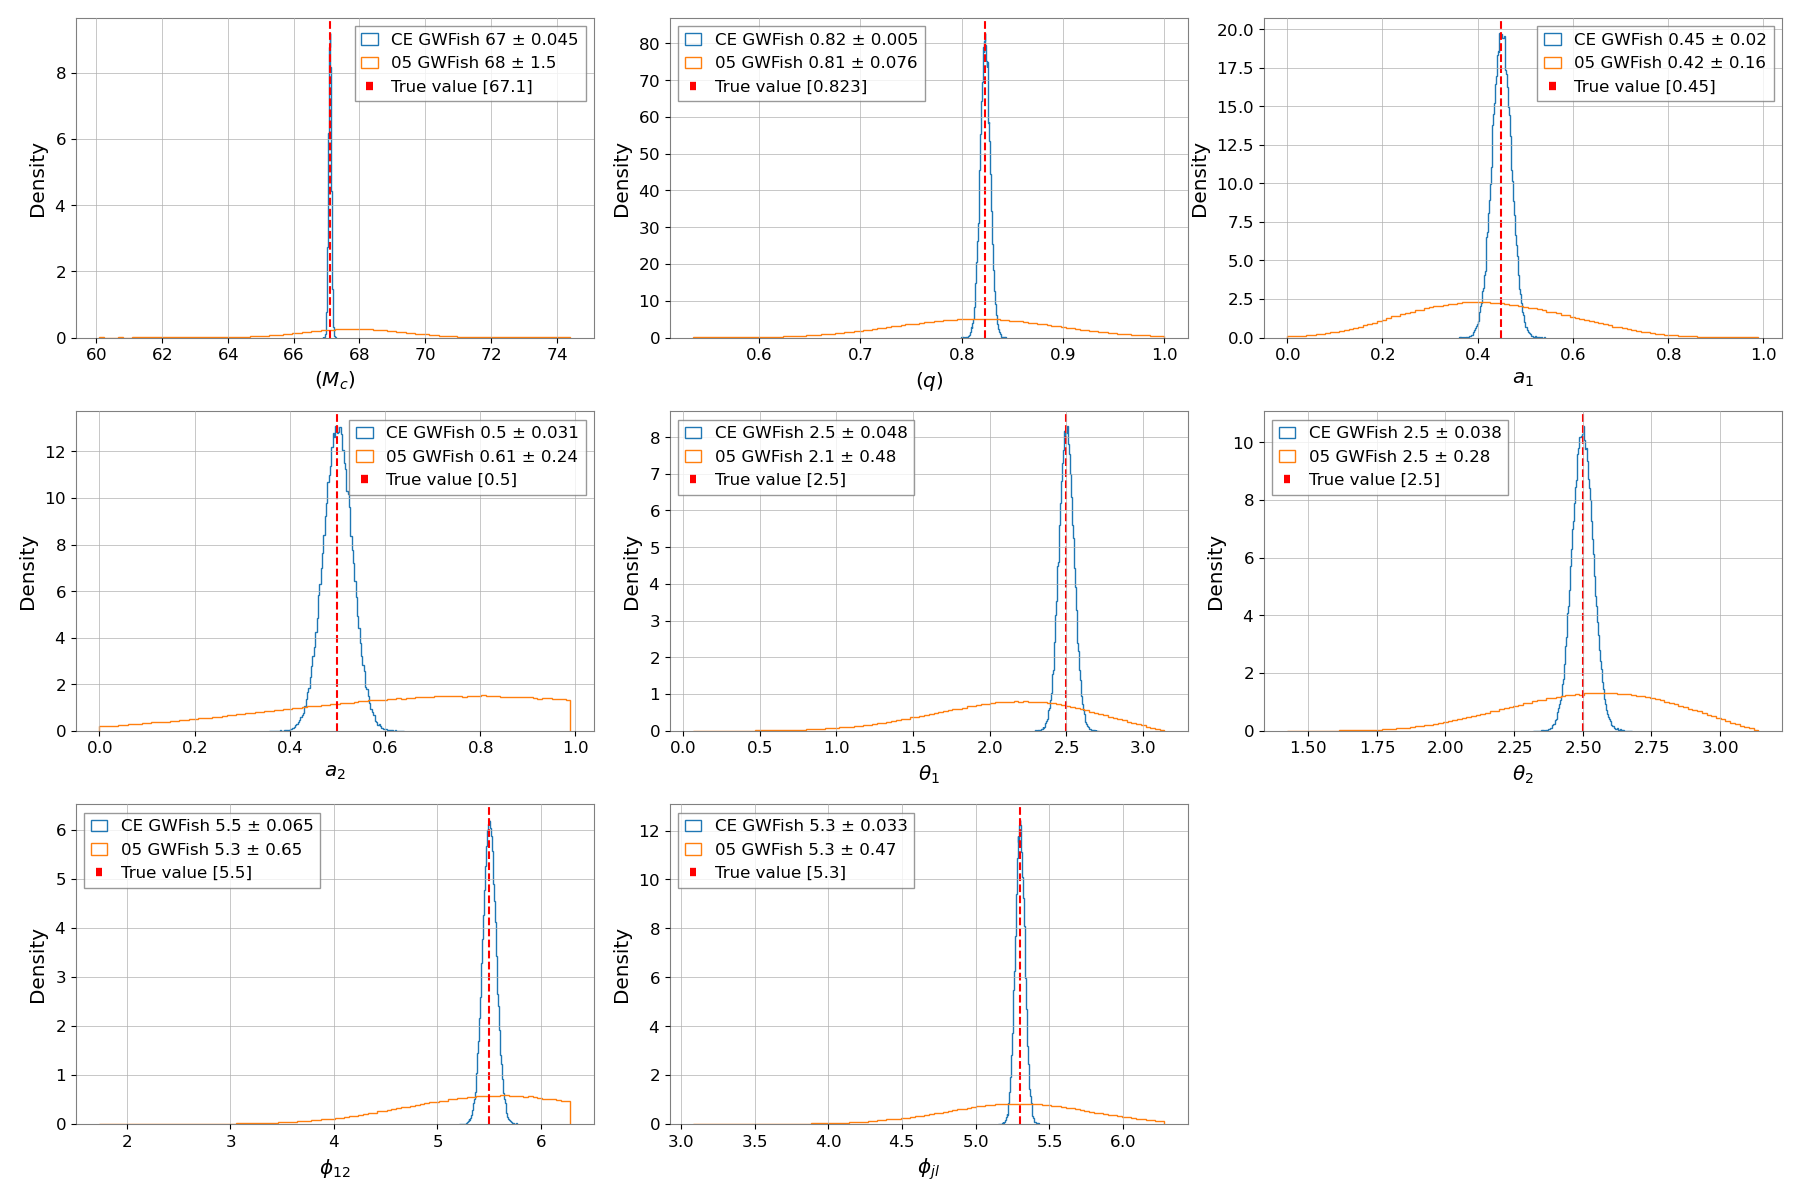 CE GWFish 67 ± 0.045
05 GWFish 68 ± 1.5
True value [67.1]
Density
8
6
4
2
0
60 62 64 66 68 70 72 74
(M_c)
CE GWFish 0.82 ± 0.005
05 GWFish 0.81 ± 0.076
True value [0.823]
Density
80
70
60
50
40
30
20
10
0
0.6 0.7 0.8 0.9 1.0
(q)
CE GWFish 0.45 ± 0.02
05 GWFish 0.42 ± 0.16
True value [0.45]
Density
20.0
17.5
15.0
12.5
10.0
7.5
5.0
2.5
0.0
0.0 0.2 0.4 0.6 0.8 1.0
a_1
CE GWFish 0.5 ± 0.031
05 GWFish 0.61 ± 0.24
True value [0.5]
Density
12
10
8
6
4
2
0
0.0 0.2 0.4 0.6 0.8 1.0
a_2
CE GWFish 2.5 ± 0.048
05 GWFish 2.1 ± 0.48
True value [2.5]
Density
8
7
6
5
4
3
2
1
0
0.0 0.5 1.0 1.5 2.0 2.5 3.0
θ_1
CE GWFish 2.5 ± 0.038
05 GWFish 2.5 ± 0.28
True value [2.5]
Density
10
8
6
4
2
0
1.50 1.75 2.00 2.25 2.50 2.75 3.00
θ_2
CE GWFish 5.5 ± 0.065
05 GWFish 5.3 ± 0.65
True value [5.5]
Density
6
5
4
3
2
1
0
2 3 4 5 6
ϕ_12
CE GWFish 5.3 ± 0.033
05 GWFish 5.3 ± 0.47
True value [5.3]
Density
12
10
8
6
4
2
0
3.0 3.5 4.0 4.5 5.0 5.5 6.0
ϕ_jl